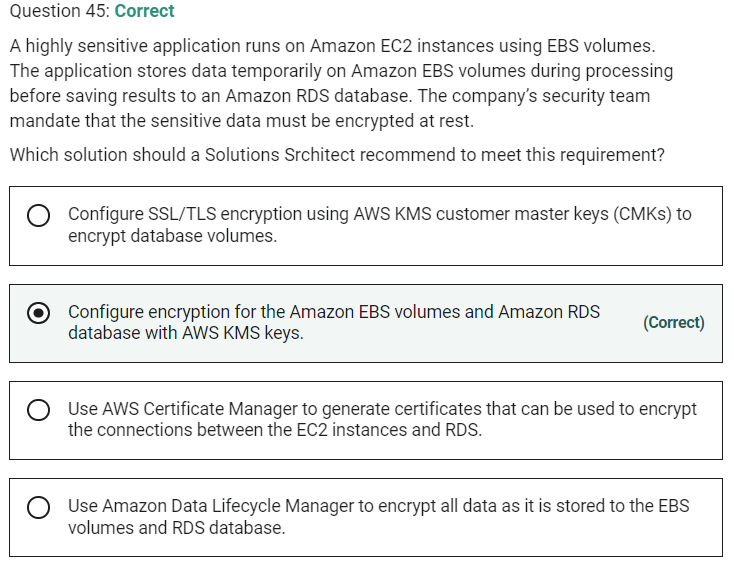 Question 45: Correct
A highly sensitive application runs on Amazon EC2 instances using EBS volumes.
The application stores data temporarily on Amazon EBS volumes during processing
before saving results to an Amazon RDS database. The company's security team
mandate that the sensitive data must be encrypted at rest.
Which solution should a Solutions Srchitect recommend to meet this requirement?
Configure SSL/TLS encryption using AWS KMS customer master keys (CMKs) to
encrypt database volumes.
Configure encryption for the Amazon EBS volumes and Amazon RDS
database with AWS KMS keys.
(Correct)
Use AWS Certificate Manager to generate certificates that can be used to encrypt
the connections between the EC2 instances and RDS.
Use Amazon Data Lifecycle Manager to encrypt all data as it is stored to the EBS
volumes and RDS database.